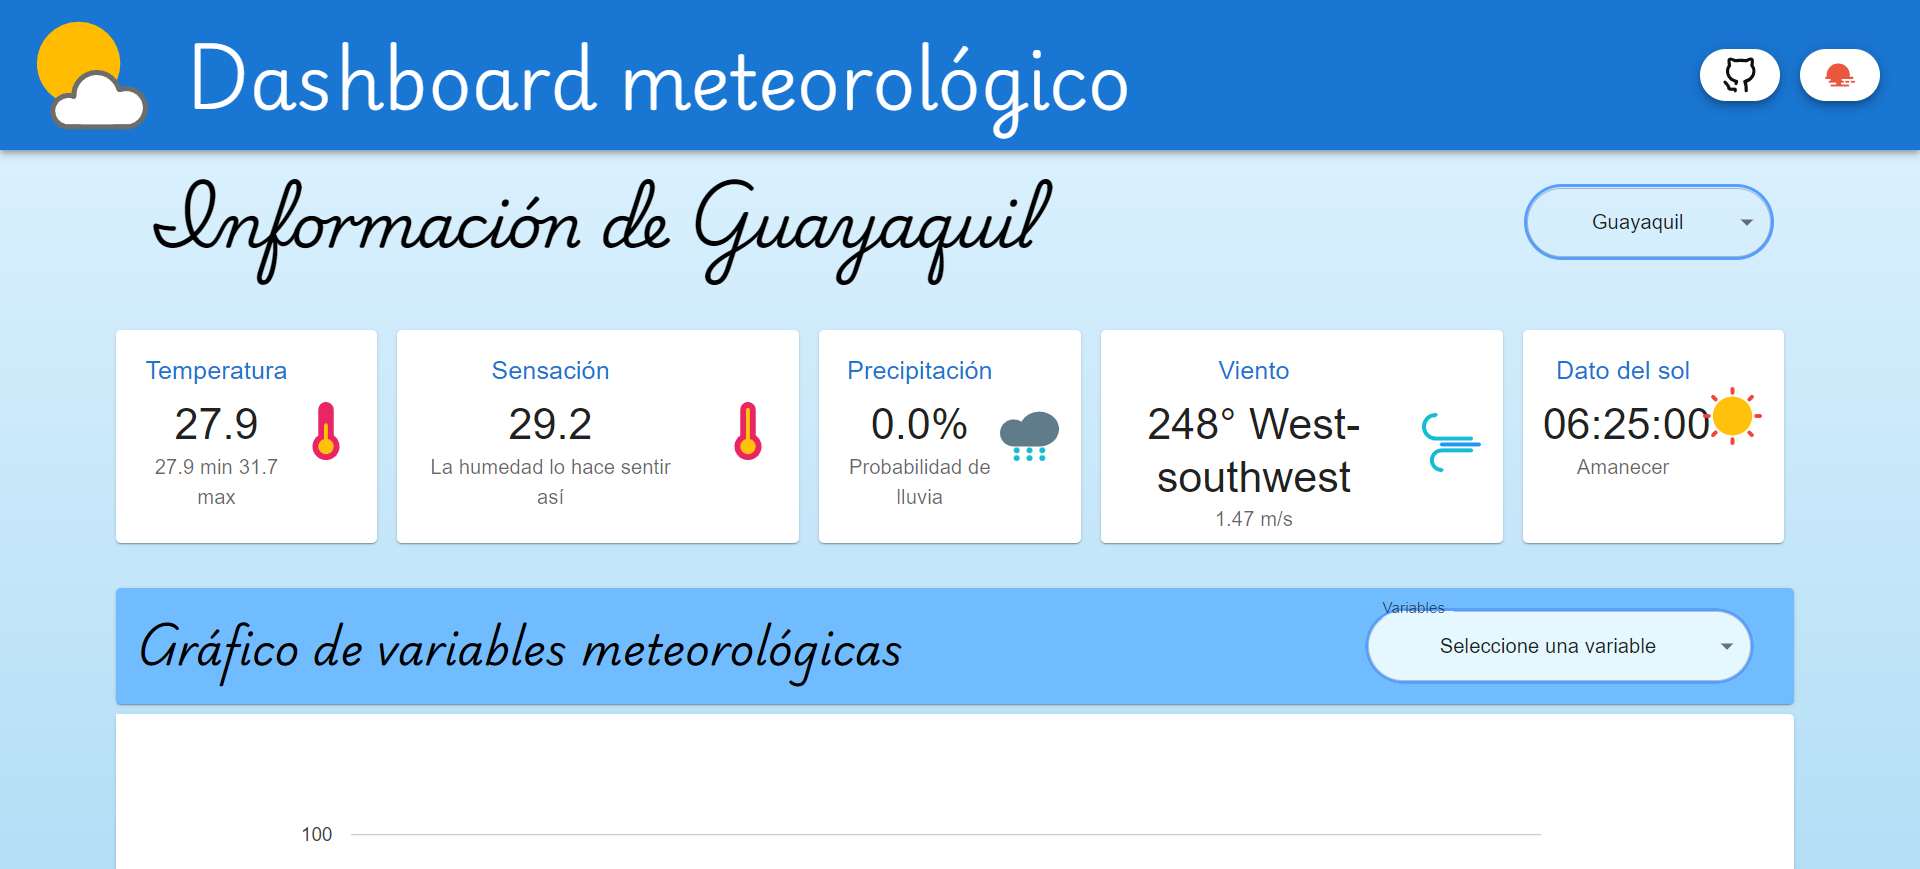 Dashboard meteorológico
Información de Guayaquil
Guayaquil
Temperatura
27.9
27.9 min 31.7
max
Sensación
29.2
La humedad lo hace sentir
así
Precipitación
0.0%
Probabilidad de
lluvia
Viento
248° West-
southwest
1.47 m/s
Dato del sol
06:25:00
Amanecer
Gráfico de variables meteorológicas
Variables
Seleccione una variable
100